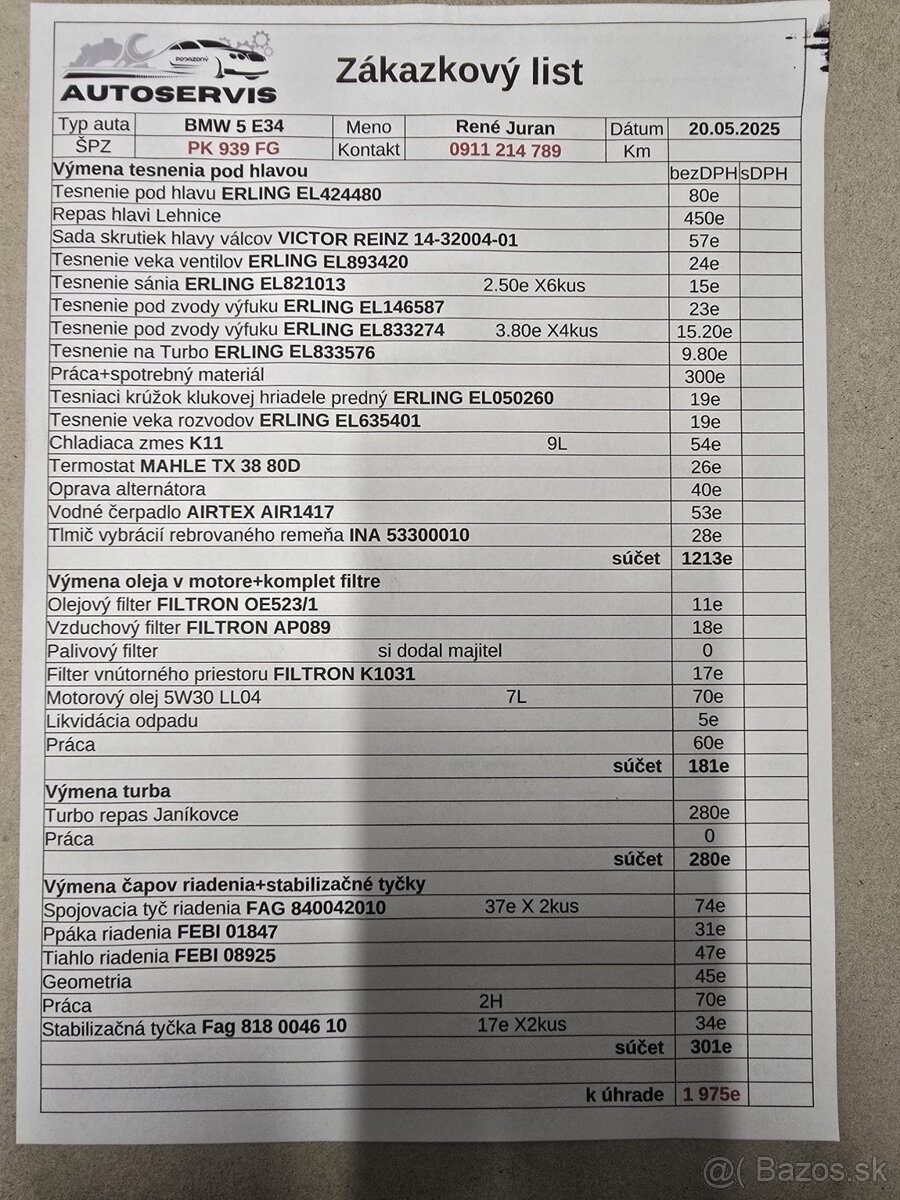 POJAZDNÝ
AUTOSERVIS
Zákazkový list
Typ auta BMW 5 E34 Meno René Juran Dátum 20.05.2025
ŠPZ PK 939 FG Kontakt 0911 214 789 Km
Výmena tesnenia pod hlavou bezDPH sDPH
Tesnenie pod hlavu ERLING EL424480 80e
Repas hlavi Lehnice 450e
Sada skrutiek hlavy válcov VICTOR REINZ 14-32004-01 57e
Tesnenie veka ventilov ERLING EL893420 24e
Tesnenie sánia ERLING EL821013 2.50e X6kus 15e
Tesnenie pod zvody výfuku ERLING EL146587 23e
Tesnenie pod zvody výfuku ERLING EL833274 3.80e X4kus 15.20e
Tesnenie na Turbo ERLING EL833576 9.80e
Práca+spotrebný materiál 300e
Tesniaci krúžok klukovej hriadele predný ERLING EL050260 19e
Tesnenie veka rozvodov ERLING EL635401 19e
Chladiaca zmes K11 9L 54e
Termostat MAHLE TX 38 80D 26e
Oprava alternátora 40e
Vodné čerpadlo AIRTEX AIR1417 53e
Tlmič vybrácií rebrovaného remeňa INA 53300010 28e
súčet 1213e
Výmena oleja v motore+komplet filtre
Olejový filter FILTRON OE523/1 11e
Vzduchový filter FILTRON AP089 18e
Palivový filter si dodal majitel 0
Filter vnútorného priestoru FILTRON K1031 17e
Motorový olej 5W30 LL04 7L 70e
Likvidácia odpadu 5e
Práca 60e
súčet 181e
Výmena turba
Turbo repas Janíkovce 280e
Práca 0
súčet 280e
Výmena čapov riadenia+stabilizačné tyčky
Spojovacia tyč riadenia FAG 840042010 37e X 2kus 74e
Ppáka riadenia FEBI 01847 31e
Tiahlo riadenia FEBI 08925 47e
Geometria 45e
Práca 2H 70e
Stabilizačná tyčka Fag 818 0046 10 17e X2kus 34e
súčet 301e
k úhrade 1 975e
@( Bazos.sk